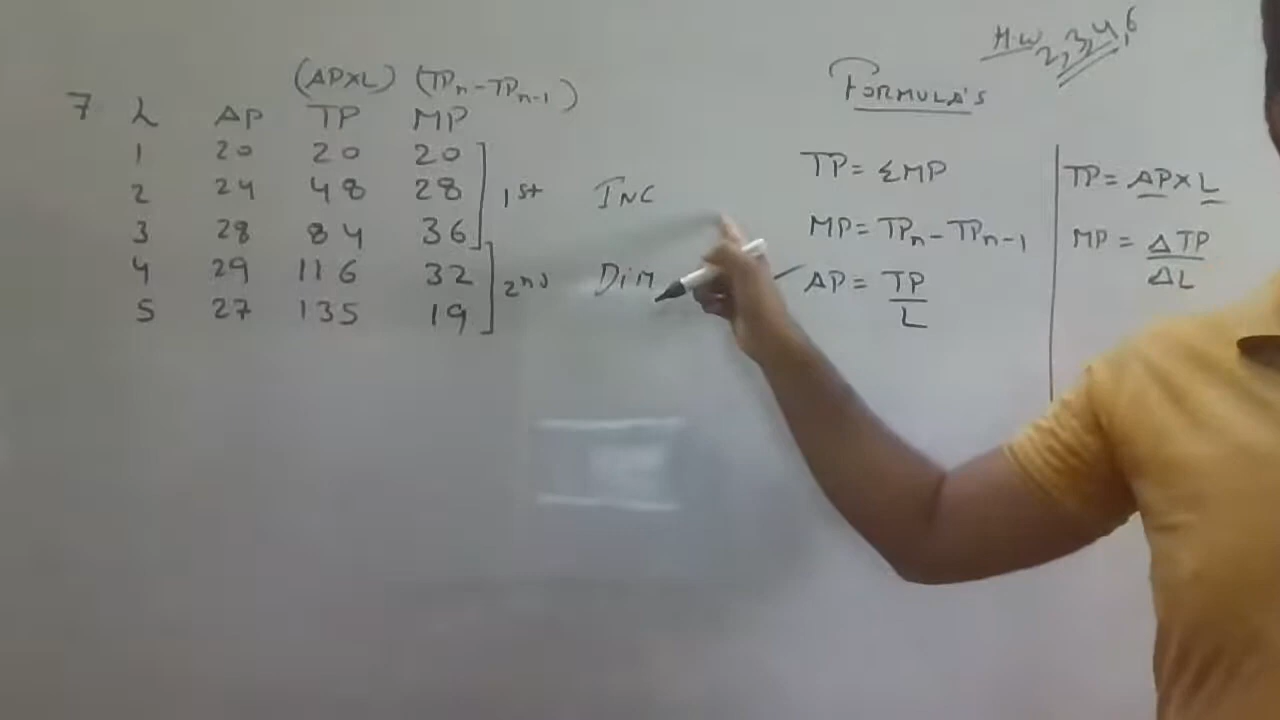 H.W 2,3,4,6
(AP×L) (TPn-TPn-1)
7 L AP TP MP
1 20 20 20
2 24 48 28
3 28 84 36
4 29 116 32
5 27 135 19
1st INC
2nd DiM
FORMULA'S
TP = ΣMP
MP = TPn - TPn-1
AP = TP
L
TP = AP × L
MP = ΔTP
ΔL